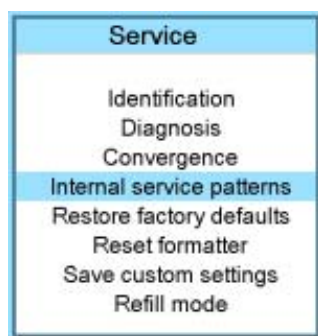 Service
Identification
Diagnosis
Convergence
Internal service patterns
Restore factory defaults
Reset formatter
Save custom settings
Refill mode